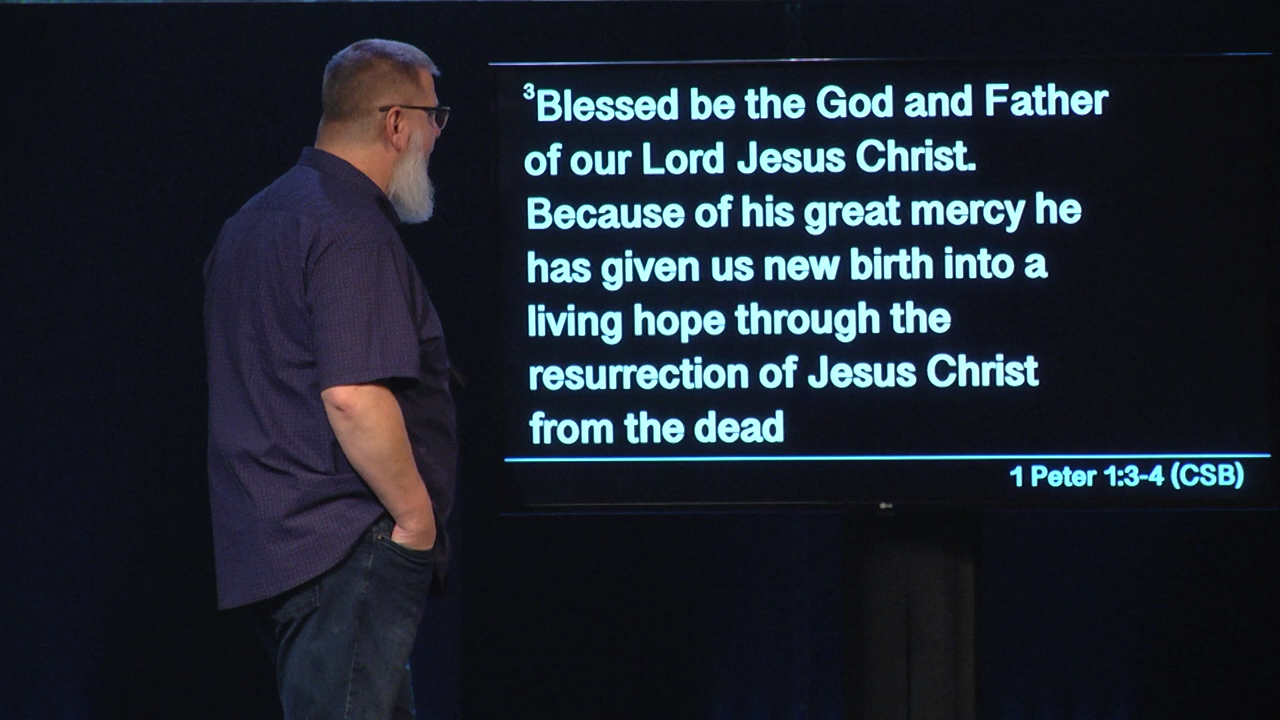 ³Blessed be the God and Father
of our Lord Jesus Christ.
Because of his great mercy he
has given us new birth into a
living hope through the
resurrection of Jesus Christ
from the dead
1 Peter 1:3-4 (CSB)